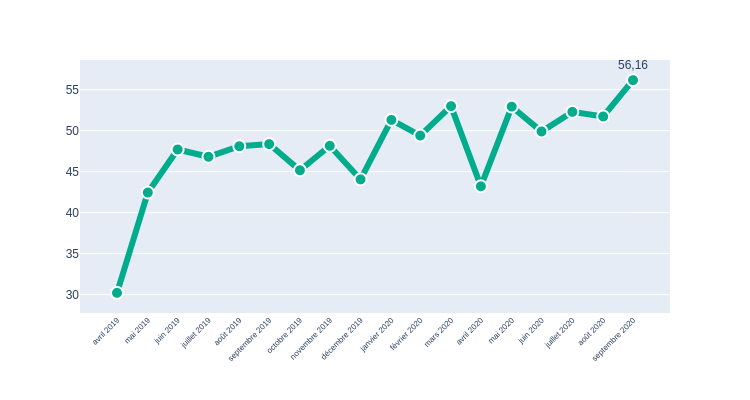 56,16
55
50
45
40
35
30
avril 2019
mai 2019
juin 2019
juillet 2019
août 2019
septembre 2019
octobre 2019
novembre 2019
décembre 2019
janvier 2020
février 2020
mars 2020
avril 2020
mai 2020
juin 2020
juillet 2020
août 2020
septembre 2020